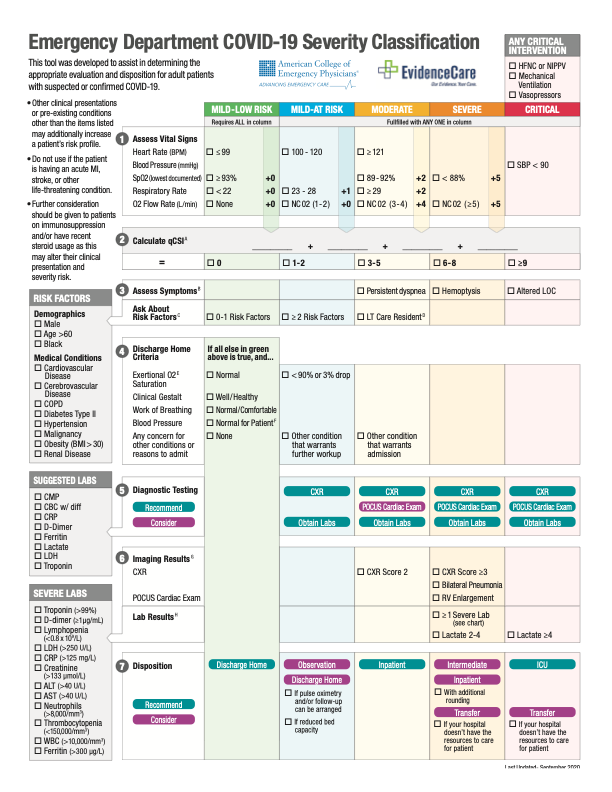 Emergency Department COVID-19 Severity Classification
This tool was developed to assist in determining the
appropriate evaluation and disposition for adult patients
with suspected or confirmed COVID-19.
American College of
Emergency Physicians®
ADVANCING EMERGENCY CARE
EvidenceCare
Use Evidence. Your Care.
ANY CRITICAL
INTERVENTION
HFNC or NIPPV
Mechanical
Ventilation
Vasopressors
• Other clinical presentations
or pre-existing conditions
other than the items listed
may additionally increase
a patient's risk profile.
• Do not use if the patient
is having an acute MI,
stroke, or other
life-threatening condition.
• Further consideration
should be given to patients
on immunosuppression
and/or have recent
steroid usage as this
may alter their clinical
presentation and
severity risk.
MILD-LOW RISK MILD-AT RISK MODERATE SEVERE CRITICAL
Requires ALL in column Fullfilled with ANY ONE in column
1 Assess Vital Signs
Heart Rate (BPM) ≤ 99 100 - 120 ≥ 121
Blood Pressure (mmHg) SBP < 90
SpO2 (lowest documented) ≥ 93% +0 89-92% +2 < 88% +5
Respiratory Rate < 22 +0 23 - 28 +1 ≥ 29 +2
O2 Flow Rate (L/min) None +0 NC O2 (1-2) +0 NC O2 (3-4) +4 NC O2 (≥5) +5
2 Calculate qCSI A
+ + + +
= 0 1-2 3-5 6-8 ≥9
3 Assess Symptoms B Persistent dyspnea Hemoptysis Altered LOC
Ask About
Risk Factors C 0-1 Risk Factors ≥ 2 Risk Factors LT Care Resident D
RISK FACTORS
Demographics
Male
Age >60
Black
Medical Conditions
Cardiovascular
Disease
Cerebrovascular
Disease
COPD
Diabetes Type II
Hypertension
Malignancy
Obesity (BMI > 30)
Renal Disease
4 Discharge Home
Criteria
If all else in green
above is true, and...
Exertional O2 E
Saturation Normal < 90% or 3% drop
Clinical Gestalt Well/Healthy
Work of Breathing Normal/Comfortable
Blood Pressure Normal for Patient F
Any concern for
other conditions or
reasons to admit
None
Other condition
that warrants
further workup
Other condition
that warrants
admission
SUGGESTED LABS
CMP
CBC w/ diff
CRP
D-Dimer
Ferritin
Lactate
LDH
Troponin
5 Diagnostic Testing CXR CXR CXR CXR
Recommend POCUS Cardiac Exam POCUS Cardiac Exam POCUS Cardiac Exam
Consider Obtain Labs Obtain Labs Obtain Labs Obtain Labs
6 Imaging Results G
CXR CXR Score 2 CXR Score ≥3
Bilateral Pneumonia
POCUS Cardiac Exam RV Enlargement
Lab Results H ≥ 1 Severe Lab
(see chart)
Lactate 2-4 Lactate ≥4
SEVERE LABS
Troponin (>99%)
D-dimer (≥1μg/mL)
Lymphopenia
(<0.8 x 10⁹/L)
LDH (>250 U/L)
CRP (>125 mg/L)
Creatinine
(>133 μmol/L)
ALT (>40 U/L)
AST (>40 U/L)
Neutrophils
(>8,000/mm³)
Thrombocytopenia
(<150,000/mm³)
WBC (>10,000/mm³)
Ferritin (>300 μg/L)
7 Disposition
Recommend
Consider
Discharge Home
Observation
Discharge Home
If pulse oximetry
and/or follow-up
can be arranged
If reduced bed
capacity
Inpatient
Intermediate
Inpatient
With additional
rounding
Transfer
If your hospital
doesn't have the
resources to care
for patient
ICU
Transfer
If your hospital
doesn't have the
resources to care
for patient
Last Updated- September 2020